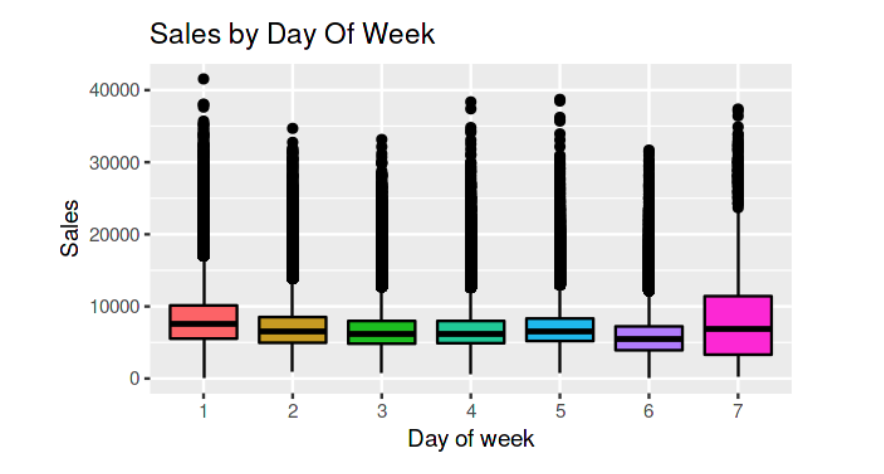 Sales by Day Of Week
40000
30000
20000
10000
0
Sales
1 2 3 4 5 6 7
Day of week